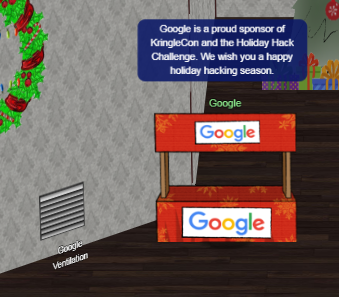 Google is a proud sponsor of
KringleCon and the Holiday Hack
Challenge. We wish you a happy
holiday hacking season.
Google
Google
Google
Google
Ventilation